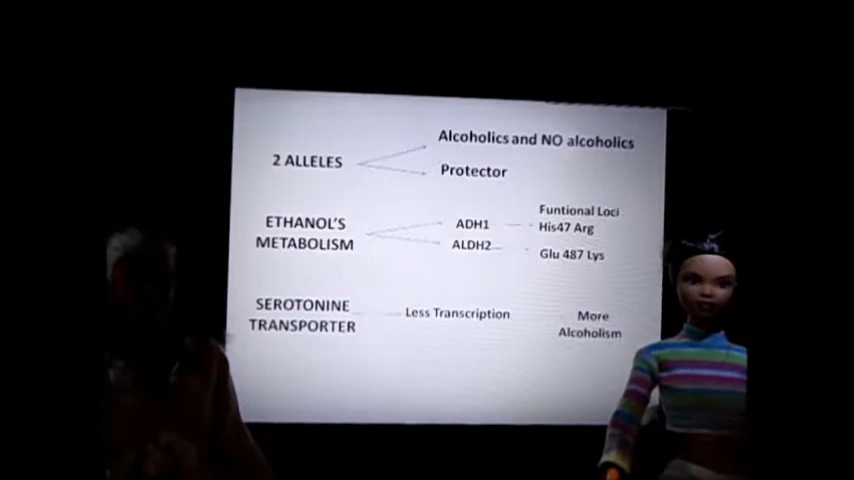 Alcoholics and NO alcoholics
2 ALLELES
Protector
ETHANOL'S
METABOLISM
ADH1
ALDH2
Funtional Loci
His47 Arg
Glu 487 Lys
SEROTONINE
TRANSPORTER
Less Transcription
More
Alcoholism